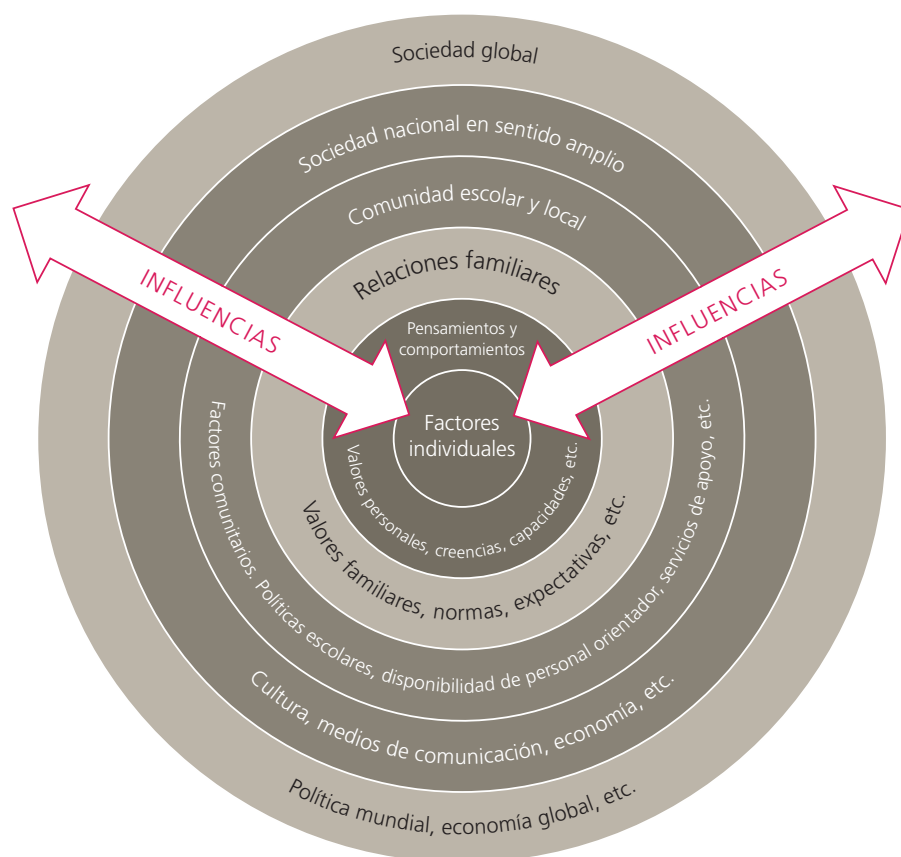 Sociedad global
Sociedad nacional en sentido amplio
Comunidad escolar y local
Relaciones familiares
INFLUENCIAS
INFLUENCIAS
Pensamientos y
comportamientos
Factores
individuales
Valores personales, creencias, capacidades, etc.
Valores familiares, normas, expectativas, etc.
Factores comunitarios. Políticas escolares, disponibilidad de personal orientador, servicios de apoyo, etc.
Cultura, medios de comunicación, economía, etc.
Política mundial, economía global, etc.